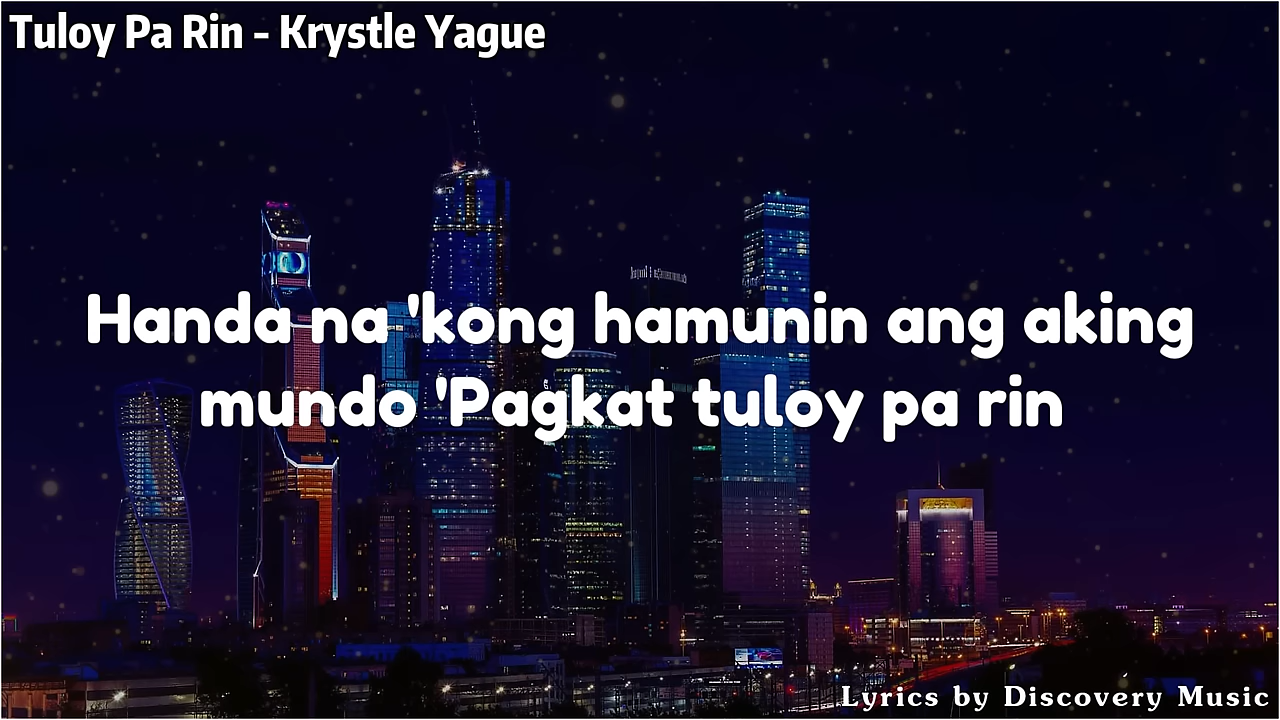 Tuloy Pa Rin - Krystle Yague
Handa na 'kong hamunin ang aking
mundo 'Pagkat tuloy pa rin
Lyrics by Discovery Music